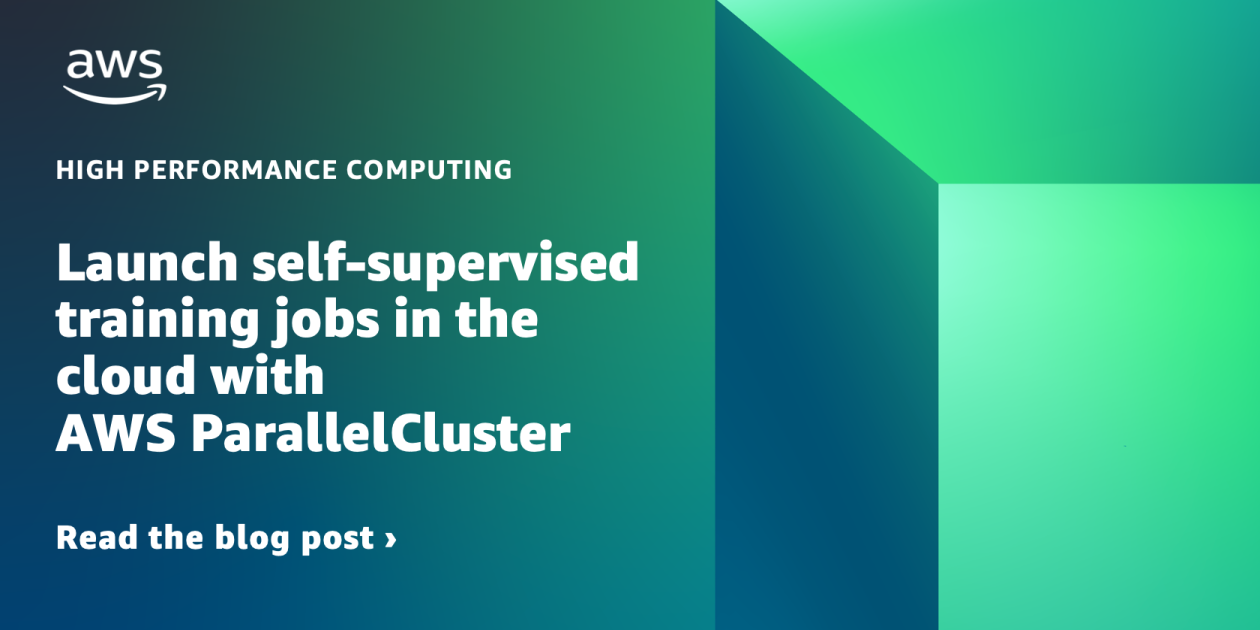 aws
HIGH PERFORMANCE COMPUTING
Launch self-supervised
training jobs in the
cloud with
AWS ParallelCluster
Read the blog post ›